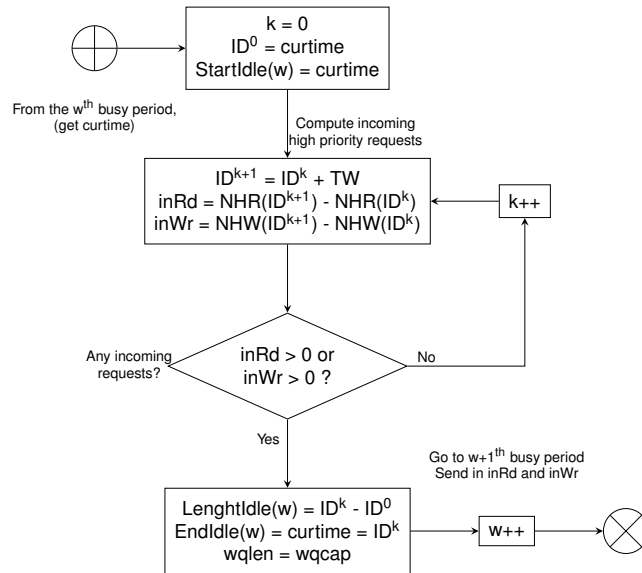 k = 0
ID⁰ = curtime
StartIdle(w) = curtime
From the wᵗʰ busy period,
(get curtime)
Compute incoming
high priority requests
IDᵏ⁺¹ = IDᵏ + TW
inRd = NHR(IDᵏ⁺¹) - NHR(IDᵏ)
inWr = NHW(IDᵏ⁺¹) - NHW(IDᵏ)
k++
Any incoming
requests?
inRd > 0 or
inWr > 0 ?
No
Yes
Go to w+1ᵗʰ busy period
Send in inRd and inWr
LenghtIdle(w) = IDᵏ - ID⁰
EndIdle(w) = curtime = IDᵏ
wqlen = wqcap
w++